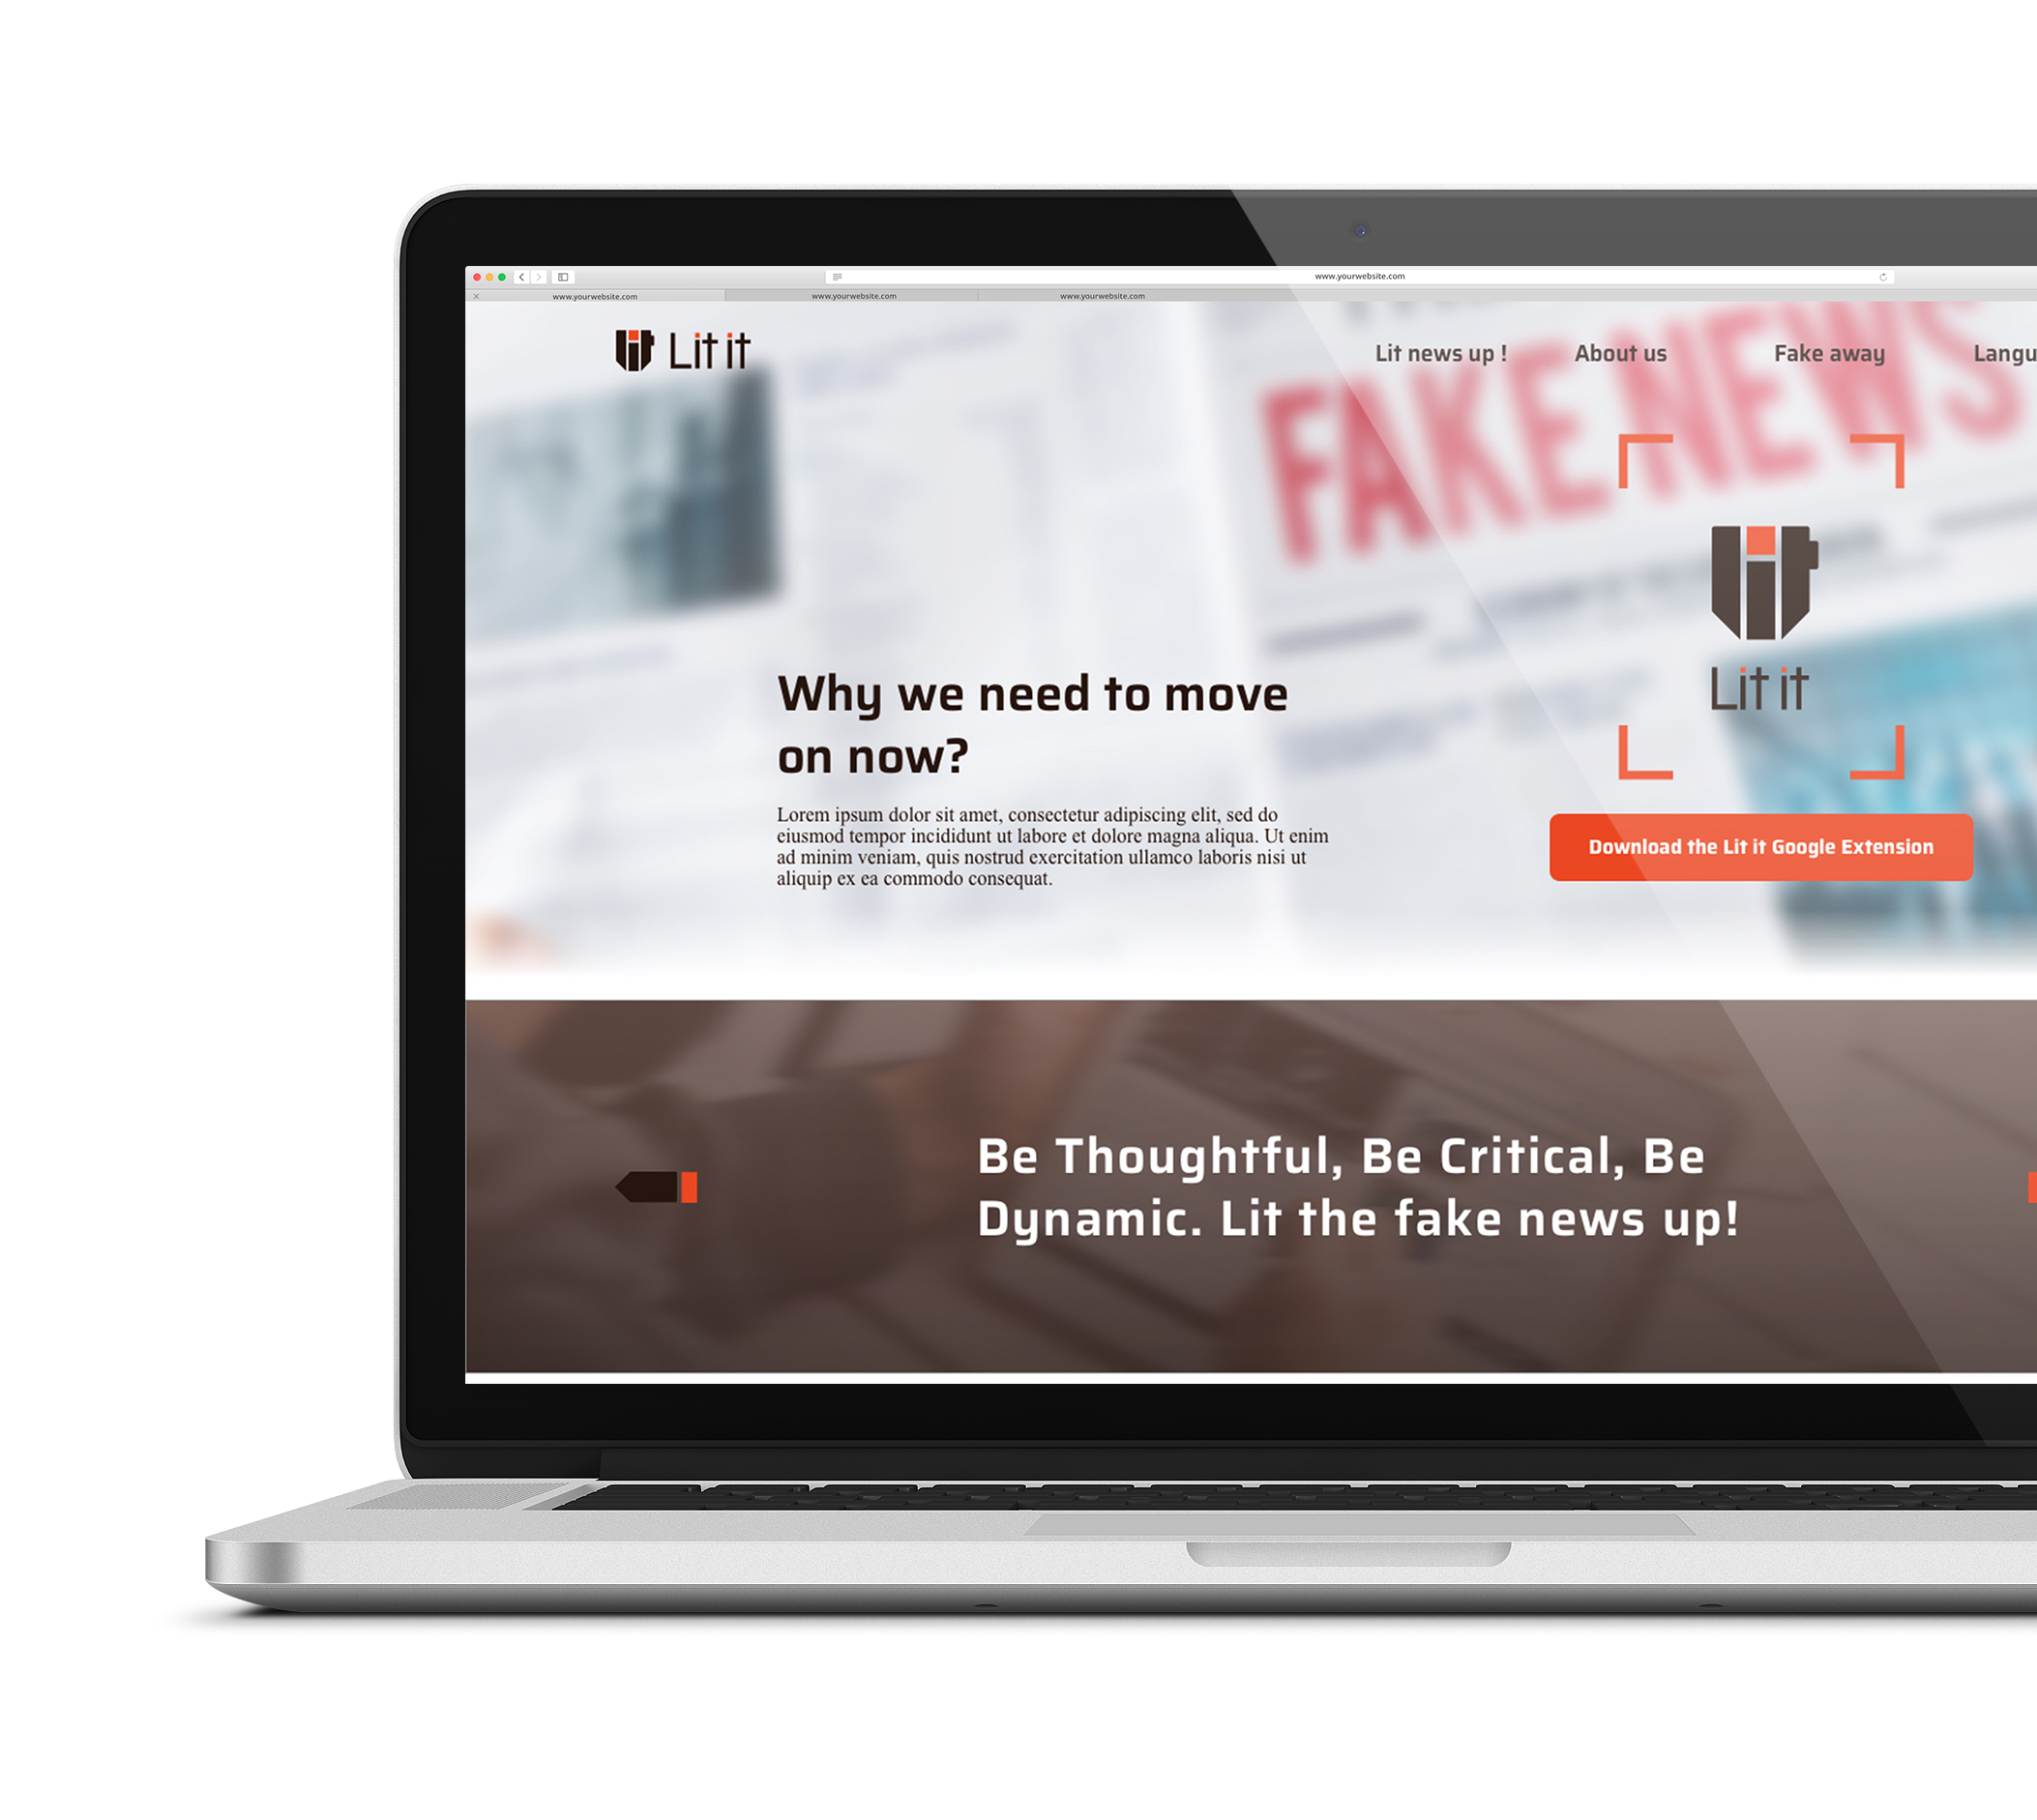 www.yourwebsite.com
www.yourwebsite.com
www.yourwebsite.com
www.yourwebsite.com
Lit it
Lit news up !
About us
Fake away
Langu
FAKE NEWS
Lit
Lit it
Why we need to move
on now?
Lorem ipsum dolor sit amet, consectetur adipiscing elit, sed do
eiusmod tempor incididunt ut labore et dolore magna aliqua. Ut enim
ad minim veniam, quis nostrud exercitation ullamco laboris nisi ut
aliquip ex ea commodo consequat.
Download the Lit it Google Extension
Be Thoughtful, Be Critical, Be
Dynamic. Lit the fake news up!